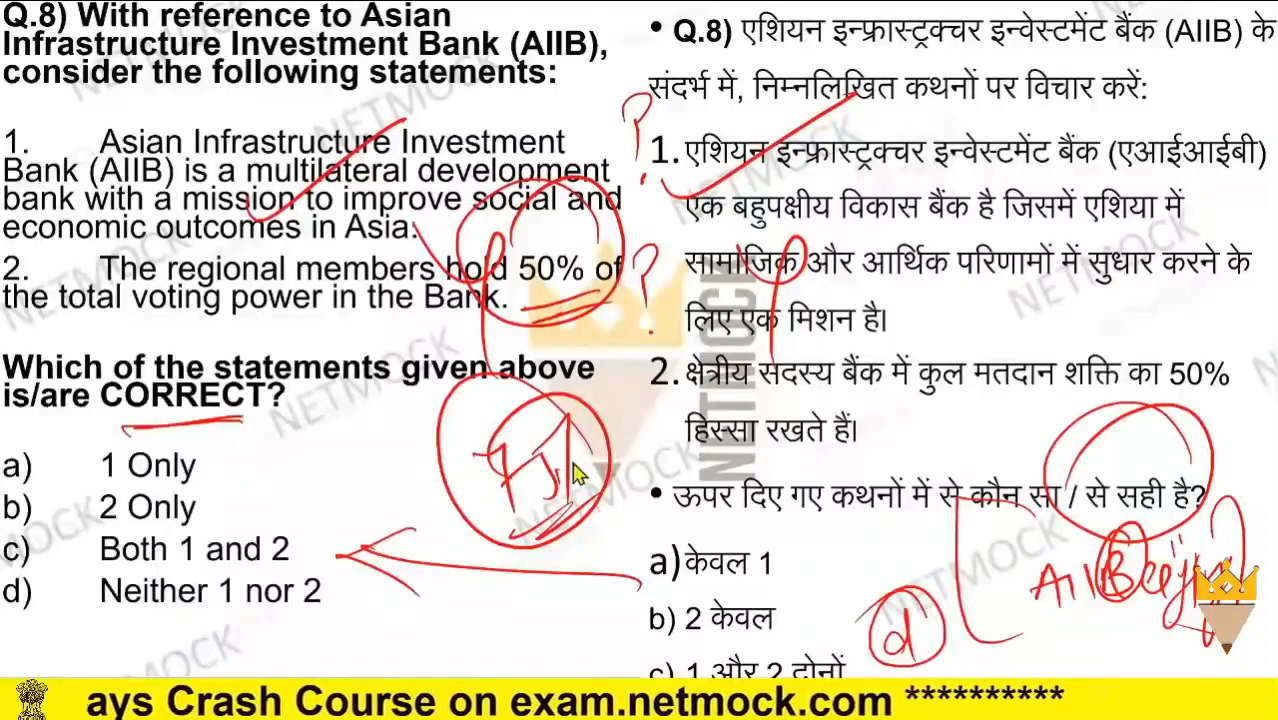 Q.8) With reference to Asian
Infrastructure Investment Bank (AIIB),
consider the following statements:
1. Asian Infrastructure Investment
Bank (AIIB) is a multilateral development
bank with a mission to improve social and
economic outcomes in Asia.
2. The regional members hold 50% of
the total voting power in the Bank.
Which of the statements given above
is/are CORRECT?
a) 1 Only
b) 2 Only
c) Both 1 and 2
d) Neither 1 nor 2
• Q.8) एशियन इन्फ्रास्ट्रक्चर इन्वेस्टमेंट बैंक (AIIB) के
संदर्भ में, निम्नलिखित कथनों पर विचार करें:
1. एशियन इन्फ्रास्ट्रक्चर इन्वेस्टमेंट बैंक (एआईआईबी)
एक बहुपक्षीय विकास बैंक है जिसमें एशिया में
सामाजिक और आर्थिक परिणामों में सुधार करने के
लिए एक मिशन है।
2. क्षेत्रीय सदस्य बैंक में कुल मतदान शक्ति का 50%
हिस्सा रखते हैं।
• ऊपर दिए गए कथनों में से कौन सा / से सही है?
a) केवल 1
b) 2 केवल
c) 1 और 2 दोनों
d
AIIB
NETMOCK
ays Crash Course on exam.netmock.com **********